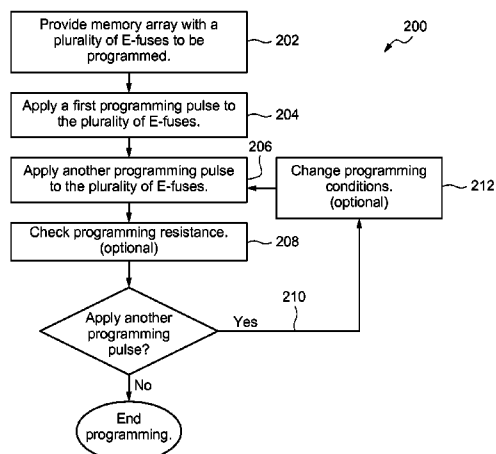 Provide memory array with a
plurality of E-fuses to be
programmed.
202
200
Apply a first programming pulse to
the plurality of E-fuses.
204
Apply another programming pulse
to the plurality of E-fuses.
206
Change programming
conditions.
(optional)
212
Check programming resistance.
(optional)
208
Apply another
programming
pulse?
Yes
210
No
End
programming.